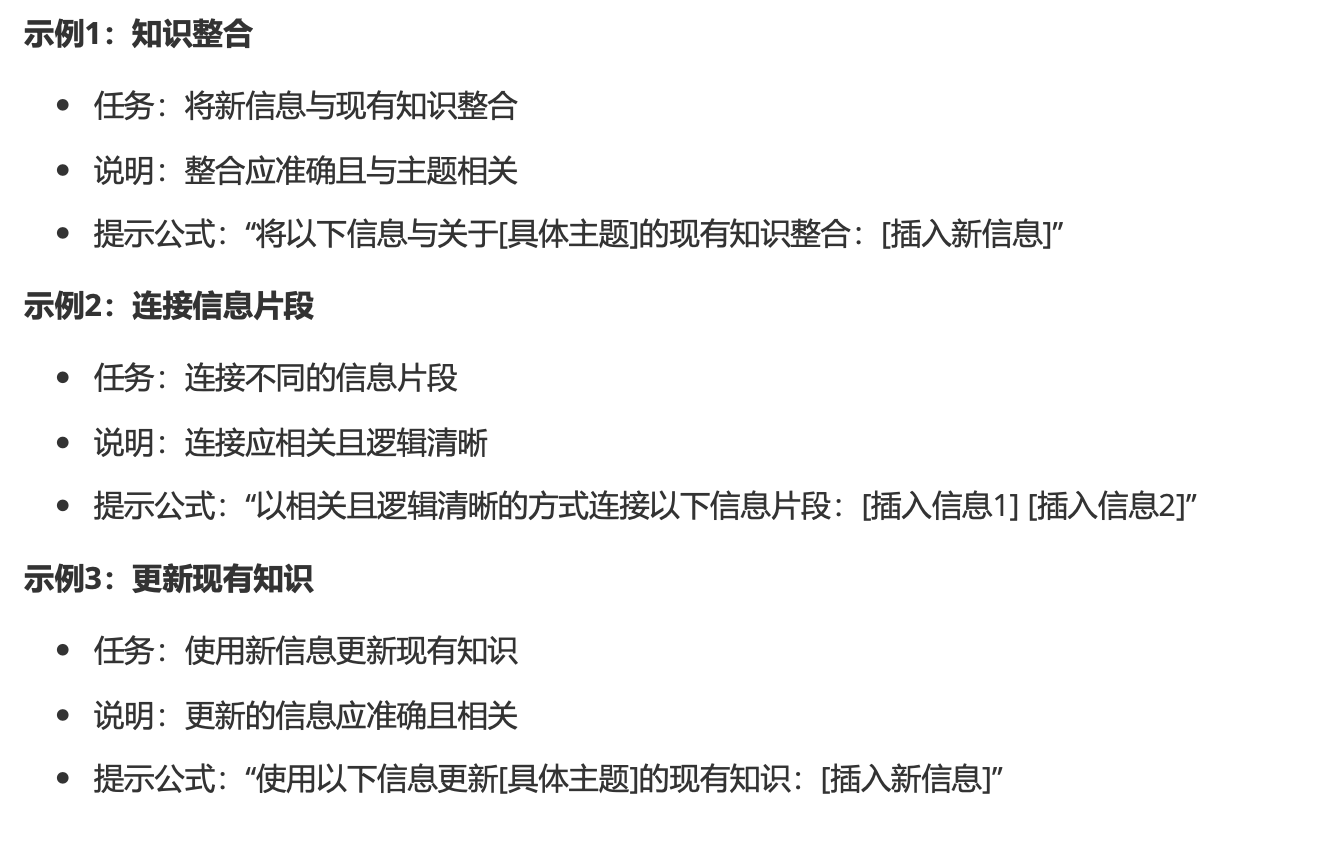 示例1：知识整合
• 任务：将新信息与现有知识整合
• 说明：整合应准确且与主题相关
• 提示公式：“将以下信息与关于[具体主题]的现有知识整合：[插入新信息]”
示例2：连接信息片段
• 任务：连接不同的信息片段
• 说明：连接应相关且逻辑清晰
• 提示公式：“以相关且逻辑清晰的方式连接以下信息片段：[插入信息1] [插入信息2]”
示例3：更新现有知识
• 任务：使用新信息更新现有知识
• 说明：更新的信息应准确且相关
• 提示公式：“使用以下信息更新[具体主题]的现有知识：[插入新信息]”